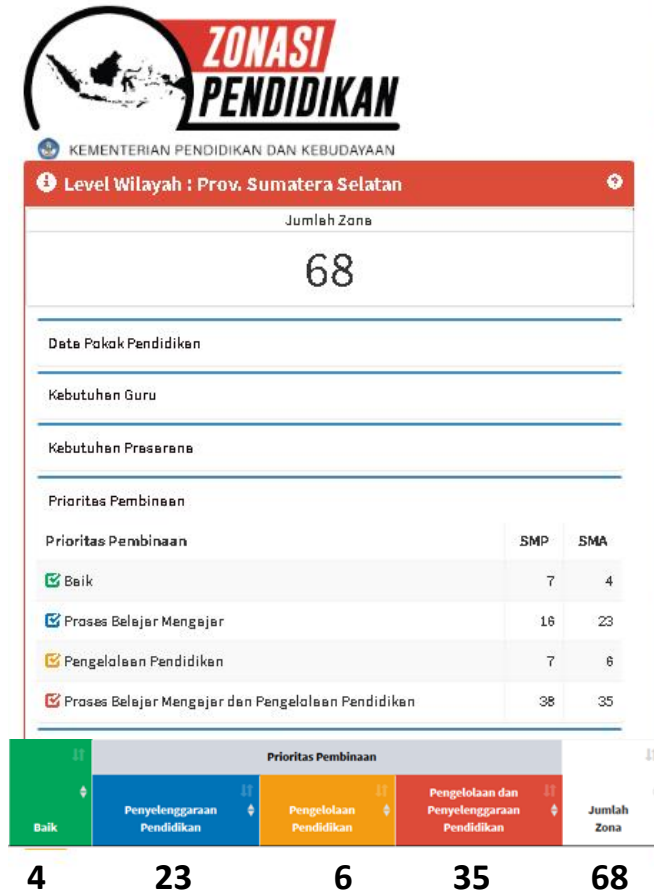 ZONASI
PENDIDIKAN
KEMENTERIAN PENDIDIKAN DAN KEBUDAYAAN
Level Wilayah : Prov. Sumatera Selatan
Jumlah Zona
68
Data Pokok Pendidikan
Kebutuhan Guru
Kebutuhan Prasarana
Prioritas Pembinaan
Prioritas Pembinaan SMP SMA
Baik 7 4
Proses Belajar Mengajar 16 23
Pengelolaan Pendidikan 7 6
Proses Belajar Mengajar dan Pengelolaan Pendidikan 38 35
Prioritas Pembinaan
Baik
Penyelenggaraan
Pendidikan
Pengelolaan
Pendidikan
Pengelolaan dan
Penyelenggaraan
Pendidikan
Jumlah
Zona
4 23 6 35 68